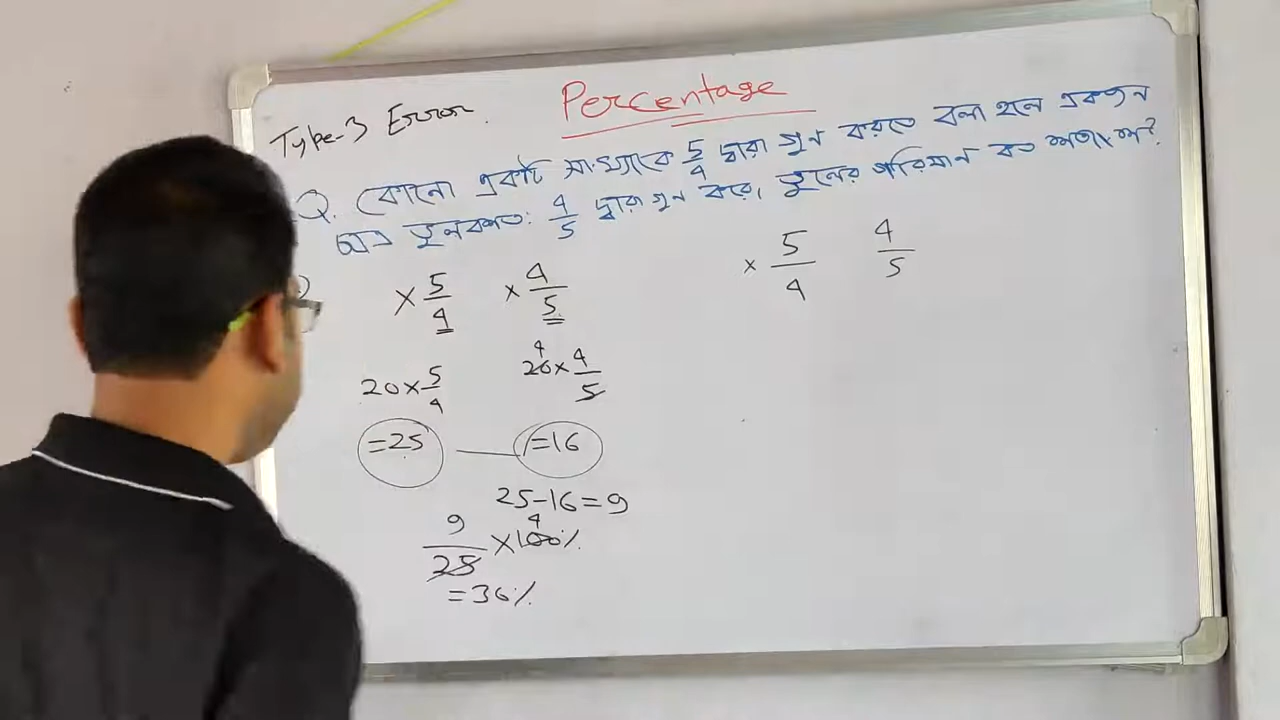 Percentage
Type-3 Error.
Q. কোনো একটি সংখ্যাকে 5/4 দ্বারা গুন করতে বলা হলে একজন
ছাত্র ভুলবশত: 4/5 দ্বারা গুন করে, ভুলের পরিমান কত শতাংশ?
× 5/4 × 4/5
× 5/4 4/5
20 × 5/4 20 × 4/5
4
=25 =16
25-16=9
9/25 × 100%
4
=36%